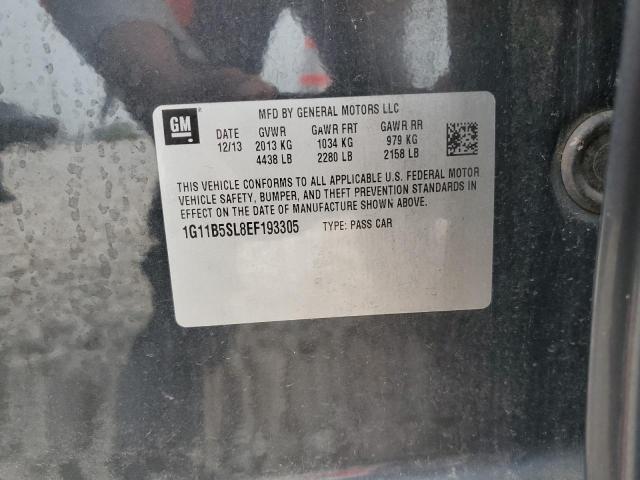 GM
MFD BY GENERAL MOTORS LLC
DATE GVWR GAWR FRT GAWR RR
12/13 2013 KG 1034 KG 979 KG
4438 LB 2280 LB 2158 LB
THIS VEHICLE CONFORMS TO ALL APPLICABLE U.S. FEDERAL MOTOR
VEHICLE SAFETY, BUMPER, AND THEFT PREVENTION STANDARDS IN
EFFECT ON THE DATE OF MANUFACTURE SHOWN ABOVE.
1G11B5SL8EF193305 TYPE: PASS CAR